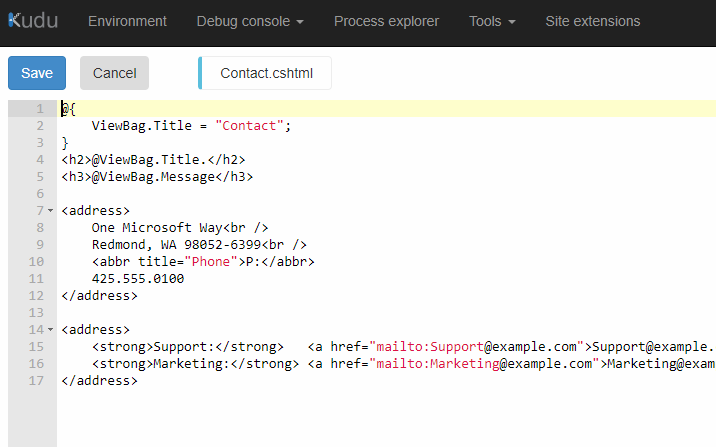 Kudu Environment Debug console Process explorer Tools Site extensions
Save Cancel Contact.cshtml
1 @{
2 ViewBag.Title = "Contact";
3 }
4 <h2>@ViewBag.Title.</h2>
5 <h3>@ViewBag.Message</h3>
6
7 <address>
8 One Microsoft Way<br />
9 Redmond, WA 98052-6399<br />
10 <abbr title="Phone">P:</abbr>
11 425.555.0100
12 </address>
13
14 <address>
15 <strong>Support:</strong> <a href="mailto:Support@example.com">Support@example.
16 <strong>Marketing:</strong> <a href="mailto:Marketing@example.com">Marketing@exam
17 </address>